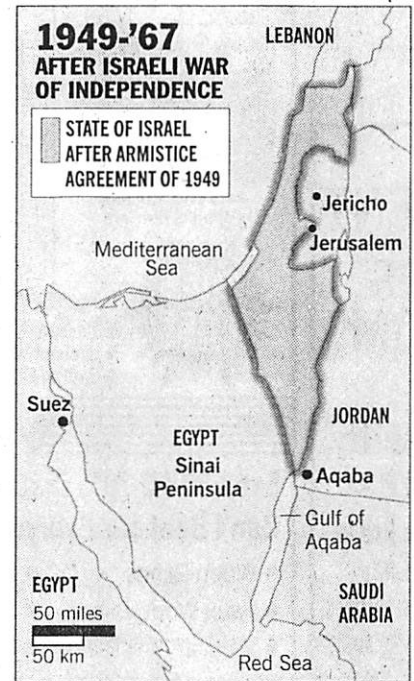 1949-'67
AFTER ISRAELI WAR
OF INDEPENDENCE
STATE OF ISRAEL
AFTER ARMISTICE
AGREEMENT OF 1949
LEBANON
Jericho
Jerusalem
Mediterranean
Sea
Suez
EGYPT
Sinai
Peninsula
JORDAN
Aqaba
Gulf of
Aqaba
EGYPT
SAUDI
ARABIA
50 miles
50 km
Red Sea